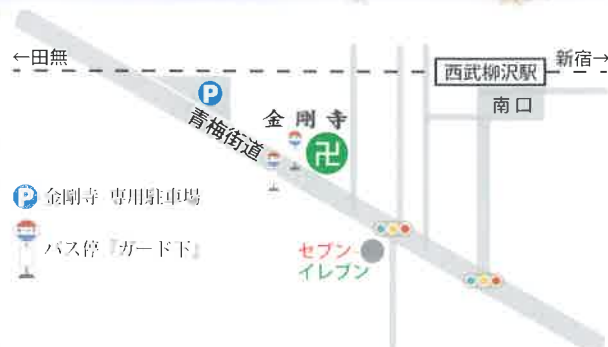 ←田無
新宿→
西武柳沢駅
南口
P
金剛寺
青梅街道
卍
P 金剛寺 専用駐車場
バス停「ガード下」
セブン
イレブン